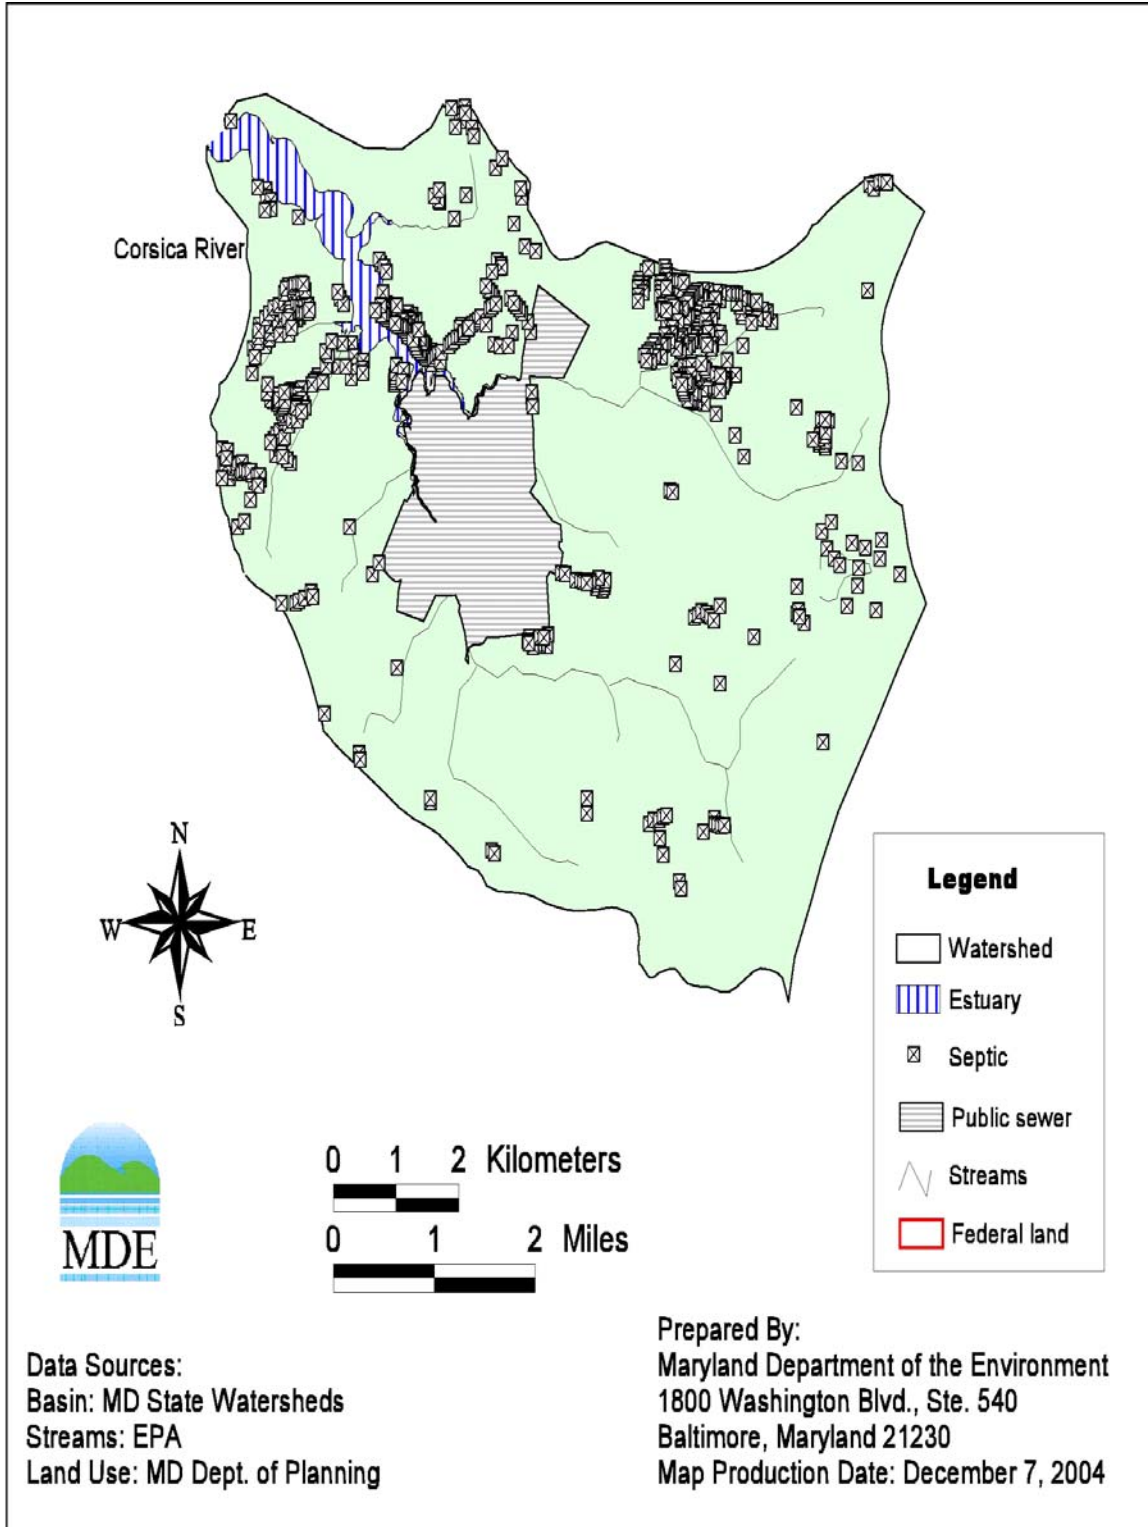 Corsica River
N
W E
S
Legend
Watershed
Estuary
Septic
Public sewer
Streams
Federal land
MDE
0 1 2 Kilometers
0 1 2 Miles
Data Sources:
Basin: MD State Watersheds
Streams: EPA
Land Use: MD Dept. of Planning
Prepared By:
Maryland Department of the Environment
1800 Washington Blvd., Ste. 540
Baltimore, Maryland 21230
Map Production Date: December 7, 2004